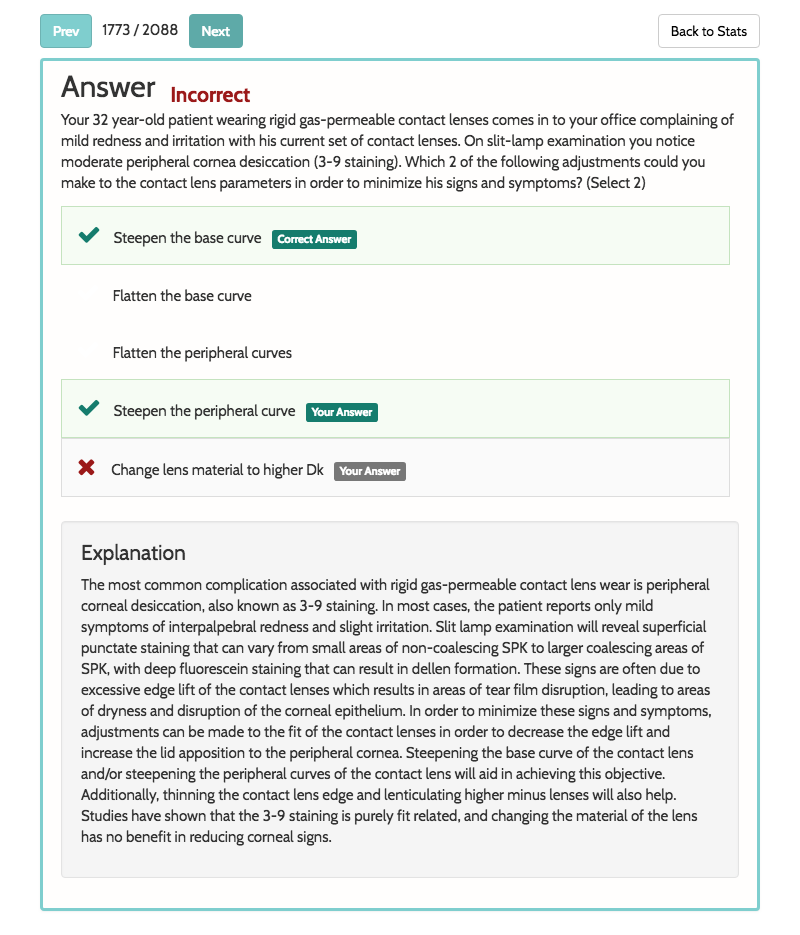 Prev 1773 / 2088 Next Back to Stats
Answer Incorrect
Your 32 year-old patient wearing rigid gas-permeable contact lenses comes in to your office complaining of
mild redness and irritation with his current set of contact lenses. On slit-lamp examination you notice
moderate peripheral cornea desiccation (3-9 staining). Which 2 of the following adjustments could you
make to the contact lens parameters in order to minimize his signs and symptoms? (Select 2)
Steepen the base curve Correct Answer
Flatten the base curve
Flatten the peripheral curves
Steepen the peripheral curve Your Answer
Change lens material to higher Dk Your Answer
Explanation
The most common complication associated with rigid gas-permeable contact lens wear is peripheral
corneal desiccation, also known as 3-9 staining. In most cases, the patient reports only mild
symptoms of interpalpebral redness and slight irritation. Slit lamp examination will reveal superficial
punctate staining that can vary from small areas of non-coalescing SPK to larger coalescing areas of
SPK, with deep fluorescein staining that can result in dellen formation. These signs are often due to
excessive edge lift of the contact lenses which results in areas of tear film disruption, leading to areas
of dryness and disruption of the corneal epithelium. In order to minimize these signs and symptoms,
adjustments can be made to the fit of the contact lenses in order to decrease the edge lift and
increase the lid apposition to the peripheral cornea. Steepening the base curve of the contact lens
and/or steepening the peripheral curves of the contact lens will aid in achieving this objective.
Additionally, thinning the contact lens edge and lenticulating higher minus lenses will also help.
Studies have shown that the 3-9 staining is purely fit related, and changing the material of the lens
has no benefit in reducing corneal signs.